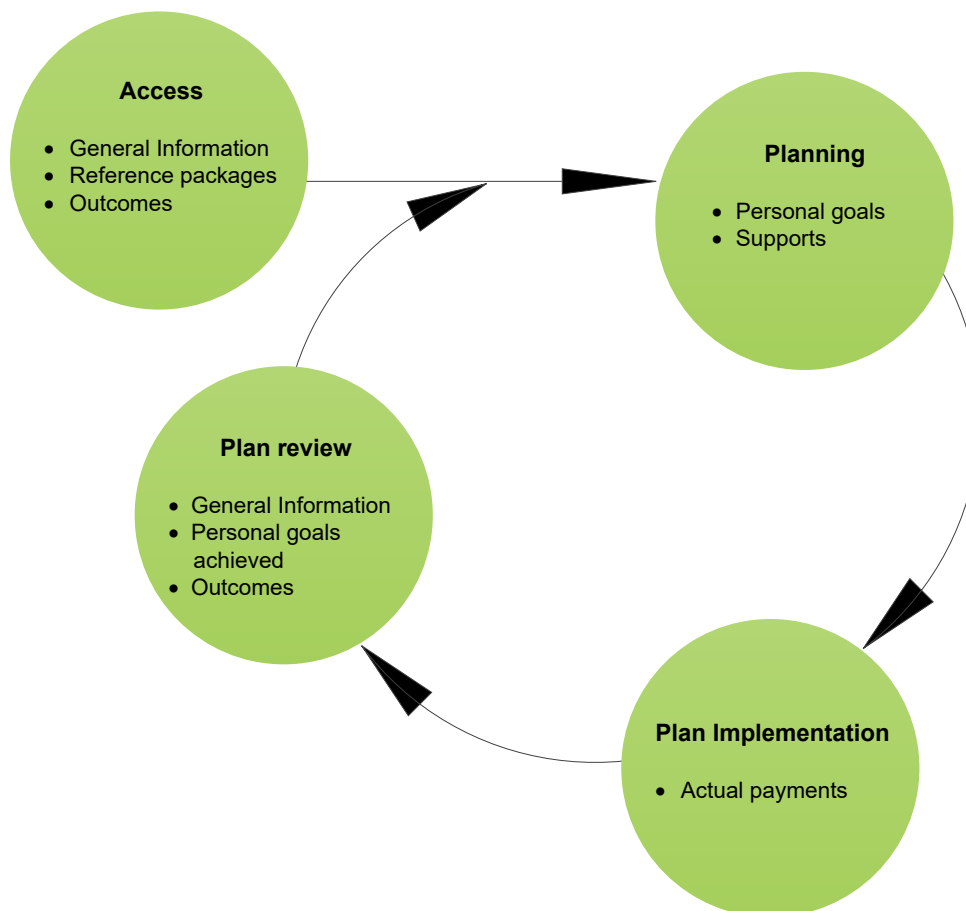 Access
• General Information
• Reference packages
• Outcomes
Planning
• Personal goals
• Supports
Plan review
• General Information
• Personal goals
achieved
• Outcomes
Plan Implementation
• Actual payments